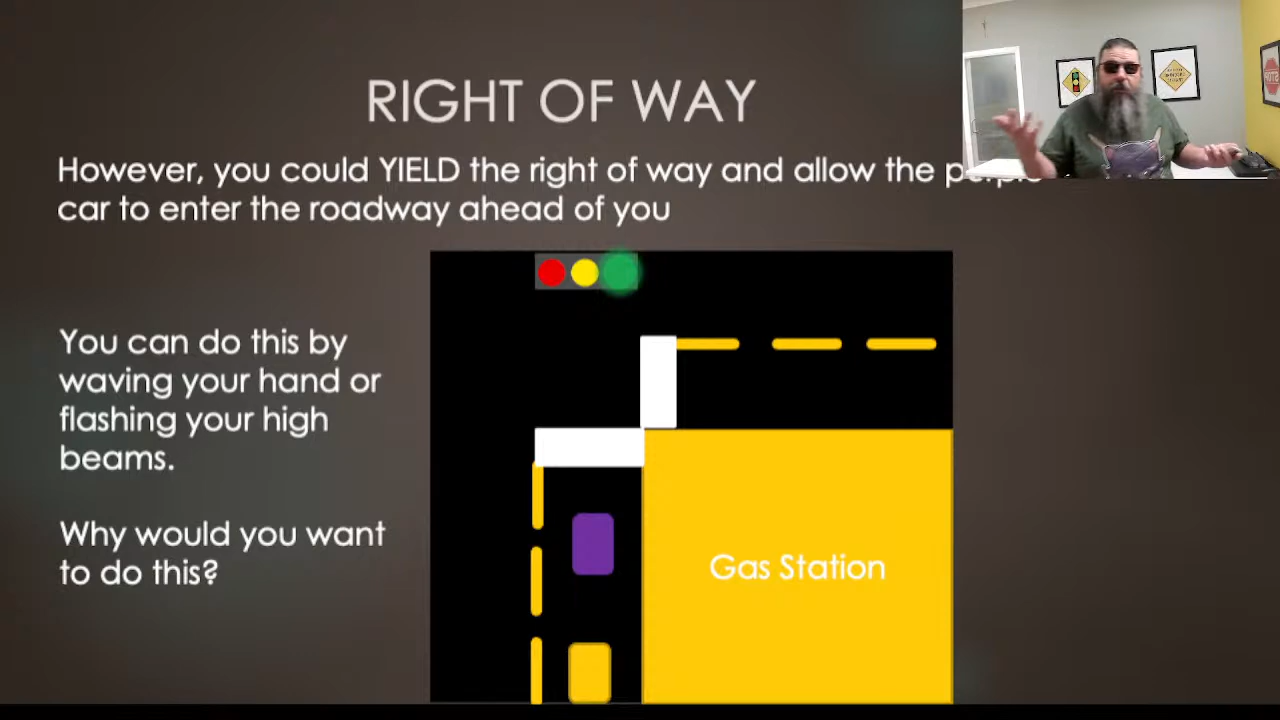 RIGHT OF WAY
However, you could YIELD the right of way and allow the
car to enter the roadway ahead of you
You can do this by
waving your hand or
flashing your high
beams.
Why would you want
to do this?
Gas Station